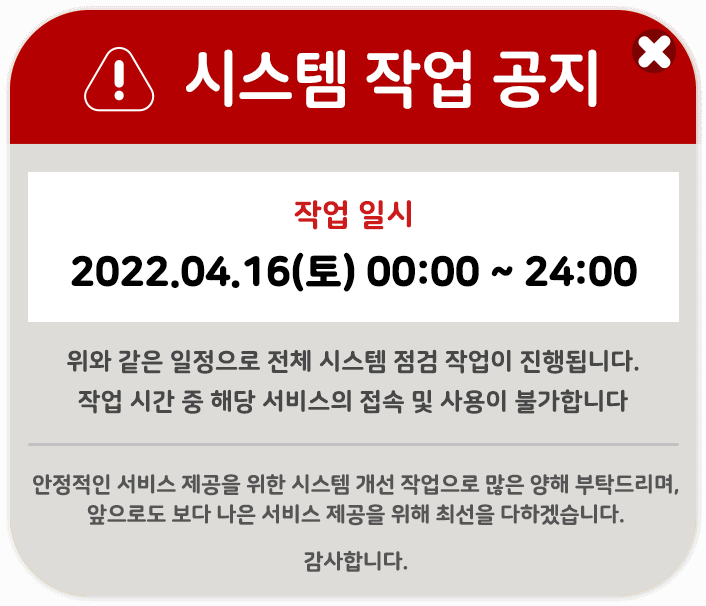 시스템 작업 공지
작업 일시
2022.04.16(토) 00:00 ~ 24:00
위와 같은 일정으로 전체 시스템 점검 작업이 진행됩니다.
작업 시간 중 해당 서비스의 접속 및 사용이 불가합니다
안정적인 서비스 제공을 위한 시스템 개선 작업으로 많은 양해 부탁드리며,
앞으로도 보다 나은 서비스 제공을 위해 최선을 다하겠습니다.
감사합니다.